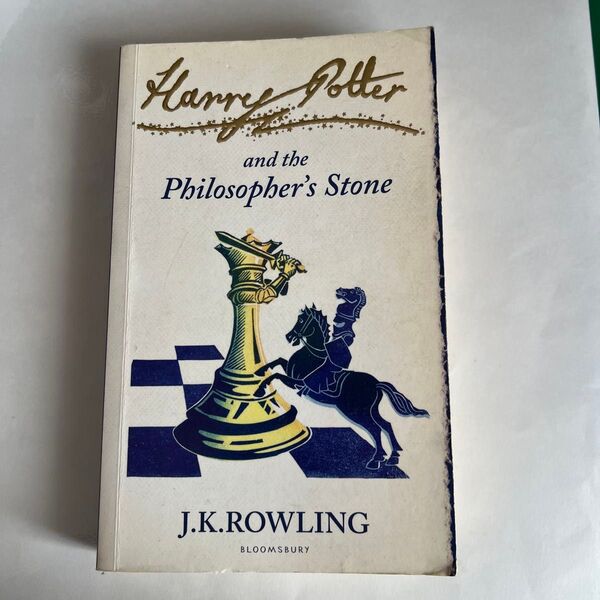 Harry Potter
and the
Philosopher's Stone
J.K.ROWLING
BLOOMSBURY